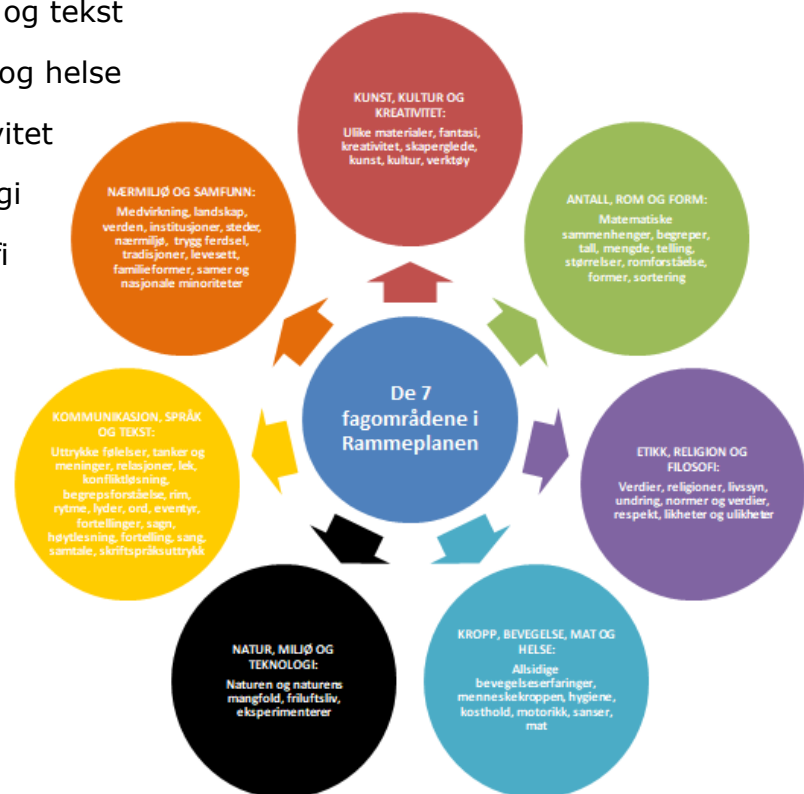 og tekst
og helse
vitet
gi
fi
KUNST, KULTUR OG
KREATIVITET:
Ulike materialer, fantasi,
kreativitet, skaperglede,
kunst, kultur, verktøy
ANTALL, ROM OG FORM:
Matematiske
sammenhenger, begreper,
tall, mengde, telling,
størrelser, romforståelse,
former, sortering
ETIKK, RELIGION OG
FILOSOFI:
Verdier, religioner, livssyn,
undring, normer og verdier,
respekt, likheter og ulikheter
KROPP, BEVEGELSE, MAT OG
HELSE:
Allsidige
bevegelseserfaringer,
menneskekroppen, hygiene,
kosthold, motorikk, sanser,
mat
NATUR, MILJØ OG
TEKNOLOGI:
Naturen og naturens
mangfold, friluftsliv,
eksperimenterer
KOMMUNIKASJON, SPRÅK
OG TEKST:
Uttrykke følelser, tanker og
meninger, relasjoner, lek,
konfliktløsning,
begrepsforståelse, rim,
rytme, lyder, ord, eventyr,
fortellinger, sagn,
høytlesning, fortelling, sang,
samtale, skriftspråksuttrykk
NÆRMILJØ OG SAMFUNN:
Medvirkning, landskap,
verden, institusjoner, steder,
nærmiljø, trygg ferdsel,
tradisjoner, levesett,
familieformer, samer og
nasjonale minoriteter
De 7
fagområdene i
Rammeplanen